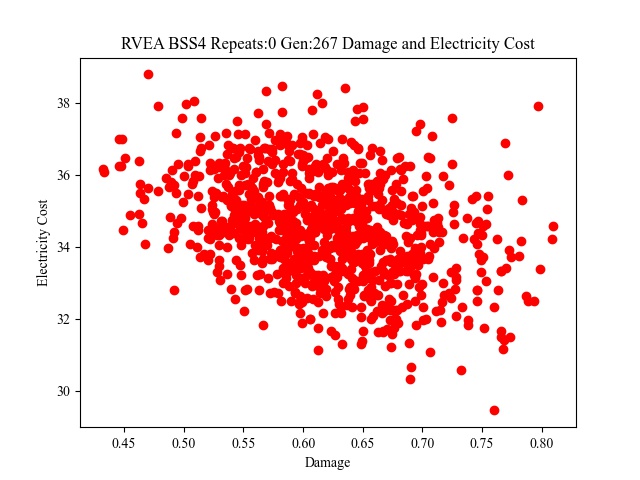 RVEA BSS4 Repeats:0 Gen:267 Damage and Electricity Cost
Electricity Cost
38
36
34
32
30
0.45 0.50 0.55 0.60 0.65 0.70 0.75 0.80
Damage